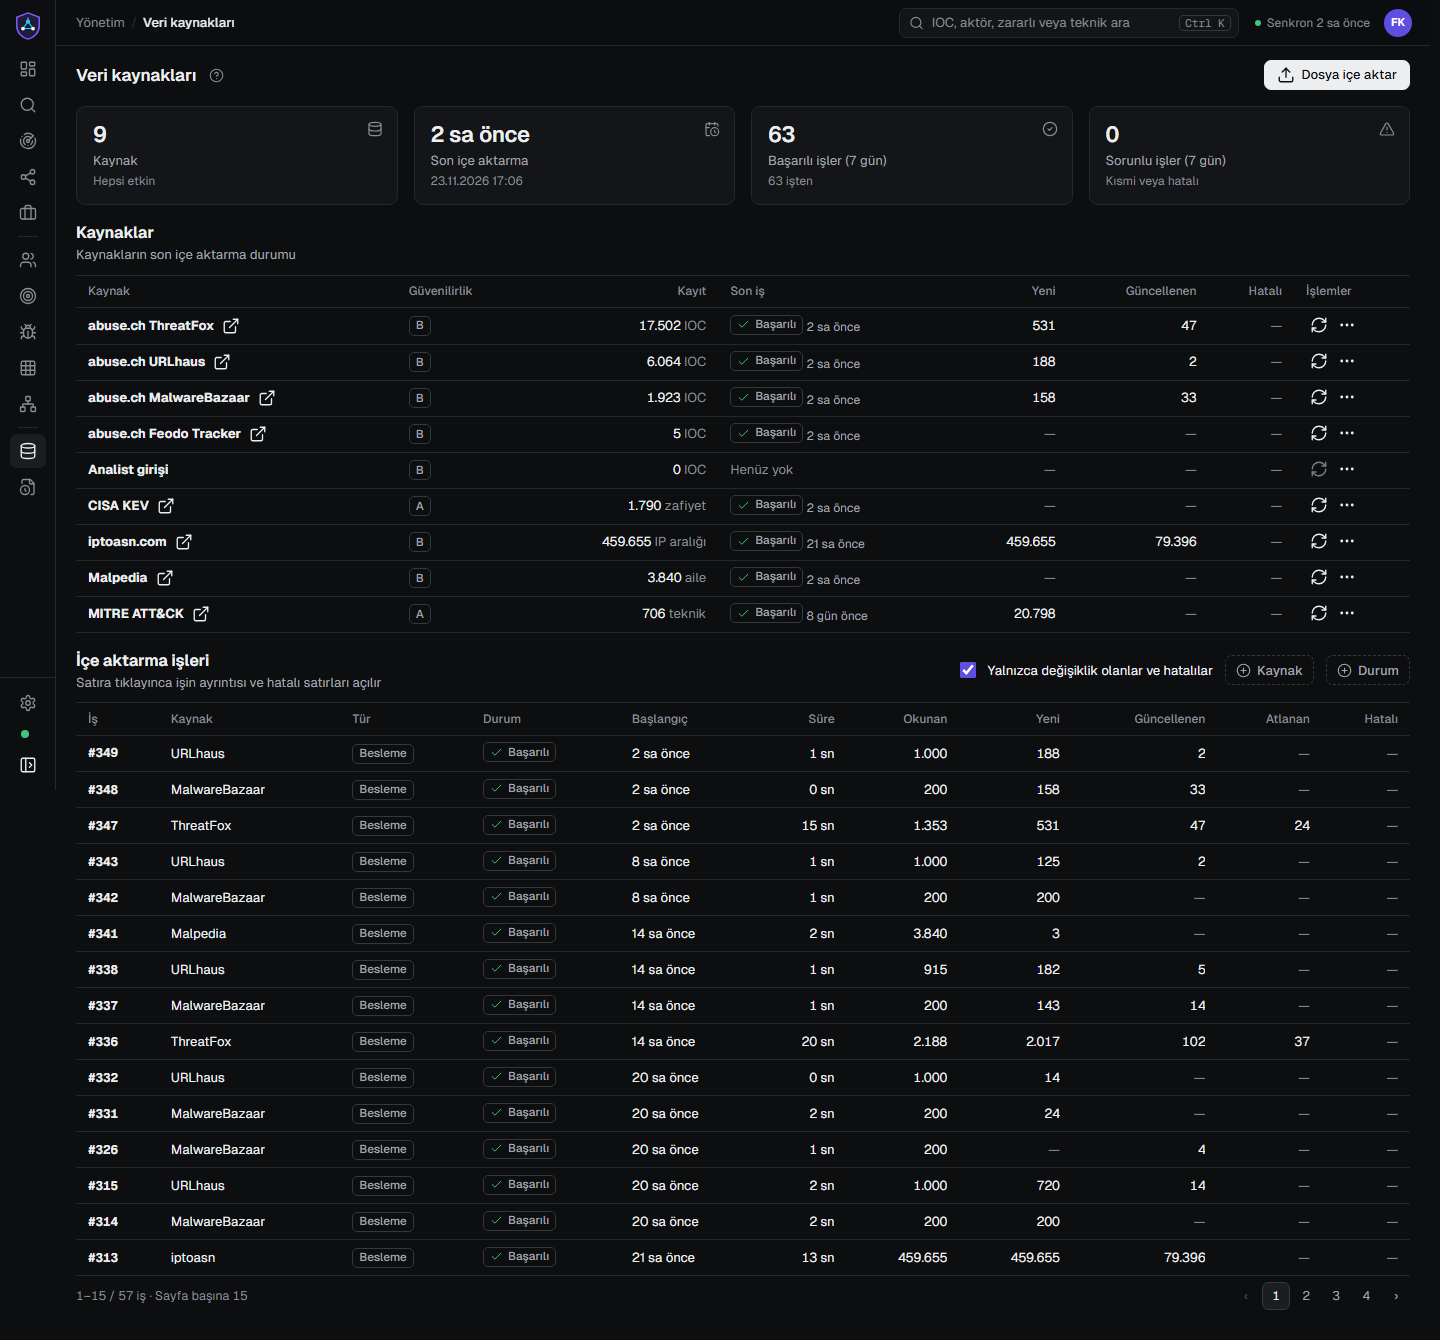 Yönetim / Veri kaynakları
IOC, aktör, zararlı veya teknik ara Ctrl K
Senkron 2 sa önce
FK
Veri kaynakları
Dosya içe aktar
9
Kaynak
Hepsi etkin
2 sa önce
Son içe aktarma
23.11.2026 17:06
63
Başarılı işler (7 gün)
63 işten
0
Sorunlu işler (7 gün)
Kısmi veya hatalı
Kaynaklar
Kaynakların son içe aktarma durumu
Kaynak Güvenilirlik Kayıt Son iş Yeni Güncellenen Hatalı İşlemler
abuse.ch ThreatFox B 17.502 IOC Başarılı 2 sa önce 531 47 —
abuse.ch URLhaus B 6.064 IOC Başarılı 2 sa önce 188 2 —
abuse.ch MalwareBazaar B 1.923 IOC Başarılı 2 sa önce 158 33 —
abuse.ch Feodo Tracker B 5 IOC Başarılı 2 sa önce — — —
Analist girişi B 0 IOC Henüz yok — — —
CISA KEV A 1.790 zafiyet Başarılı 2 sa önce — — —
iptoasn.com B 459.655 IP aralığı Başarılı 21 sa önce 459.655 79.396 —
Malpedia B 3.840 aile Başarılı 2 sa önce — — —
MITRE ATT&CK A 706 teknik Başarılı 8 gün önce 20.798 — —
İçe aktarma işleri
Satıra tıklayınca işin ayrıntısı ve hatalı satırları açılır
Yalnızca değişiklik olanlar ve hatalılar
Kaynak
Durum
İş Kaynak Tür Durum Başlangıç Süre Okunan Yeni Güncellenen Atlanan Hatalı
#349 URLhaus Besleme Başarılı 2 sa önce 1 sn 1.000 188 2 — —
#348 MalwareBazaar Besleme Başarılı 2 sa önce 0 sn 200 158 33 — —
#347 ThreatFox Besleme Başarılı 2 sa önce 15 sn 1.353 531 47 24 —
#343 URLhaus Besleme Başarılı 8 sa önce 1 sn 1.000 125 2 — —
#342 MalwareBazaar Besleme Başarılı 8 sa önce 1 sn 200 200 — — —
#341 Malpedia Besleme Başarılı 14 sa önce 2 sn 3.840 3 — — —
#338 URLhaus Besleme Başarılı 14 sa önce 1 sn 915 182 5 — —
#337 MalwareBazaar Besleme Başarılı 14 sa önce 1 sn 200 143 14 — —
#336 ThreatFox Besleme Başarılı 14 sa önce 20 sn 2.188 2.017 102 37 —
#332 URLhaus Besleme Başarılı 20 sa önce 0 sn 1.000 14 — — —
#331 MalwareBazaar Besleme Başarılı 20 sa önce 2 sn 200 24 — — —
#326 MalwareBazaar Besleme Başarılı 20 sa önce 1 sn 200 — 4 — —
#315 URLhaus Besleme Başarılı 20 sa önce 2 sn 1.000 720 14 — —
#314 MalwareBazaar Besleme Başarılı 20 sa önce 2 sn 200 200 — — —
#313 iptoasn Besleme Başarılı 21 sa önce 13 sn 459.655 459.655 79.396 — —
1–15 / 57 iş · Sayfa başına 15
‹ 1 2 3 4 ›